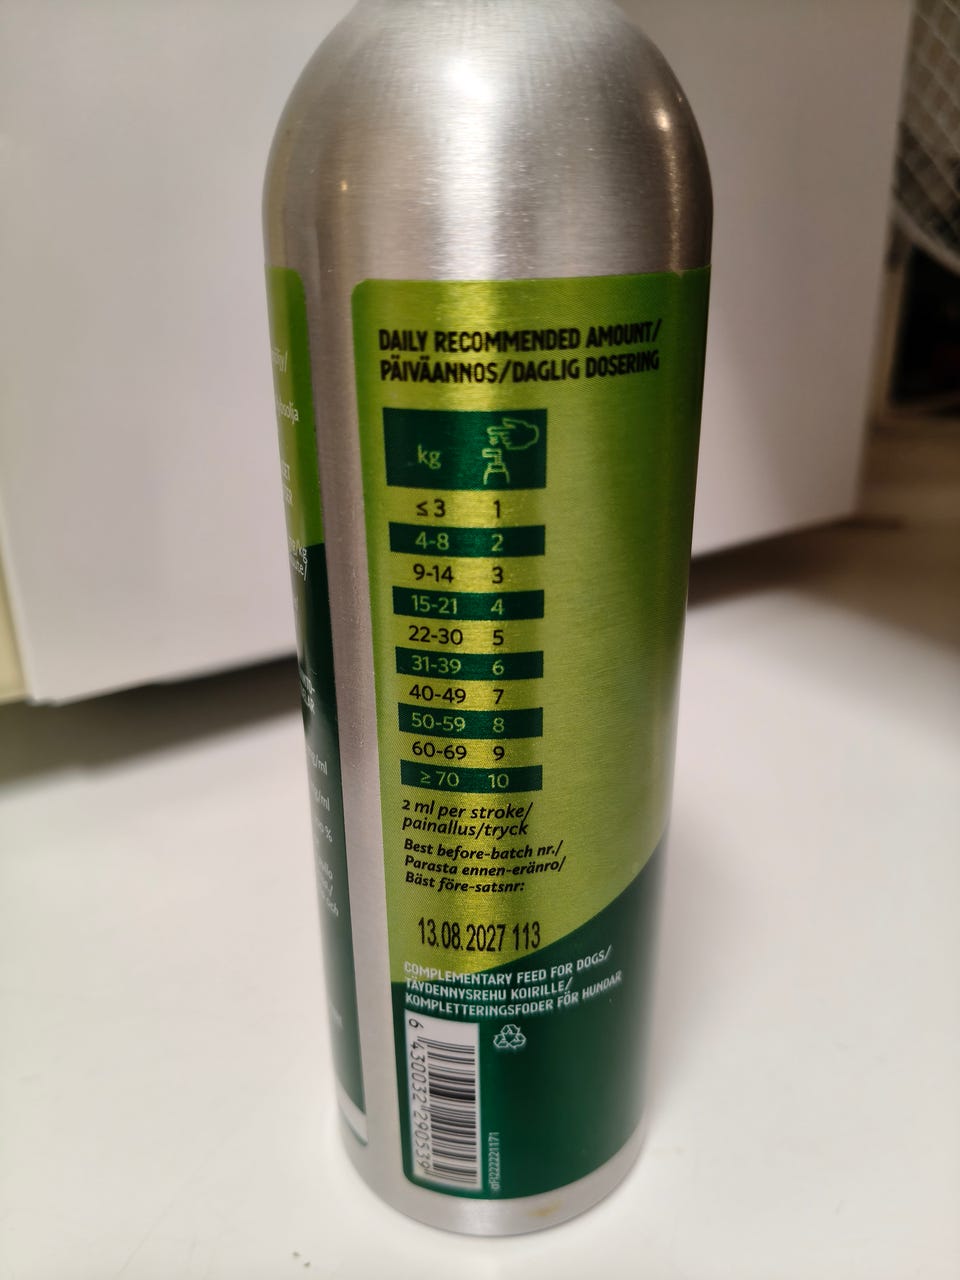 DAILY RECOMMENDED AMOUNT/
PÄIVÄANNOS/DAGLIG DOSERING
kg
≤ 3 1
4-8 2
9-14 3
15-21 4
22-30 5
31-39 6
40-49 7
50-59 8
60-69 9
≥ 70 10
2 ml per stroke/
painallus/tryck
Best before-batch nr./
Parasta ennen-eränro/
Bäst före-satsnr:
13.08.2027 113
COMPLEMENTARY FEED FOR DOGS/
TÄYDENNYSREHU KOIRILLE/
KOMPLETTERINGSFODER FÖR HUNDAR
6 430032 290539
αFI222221171